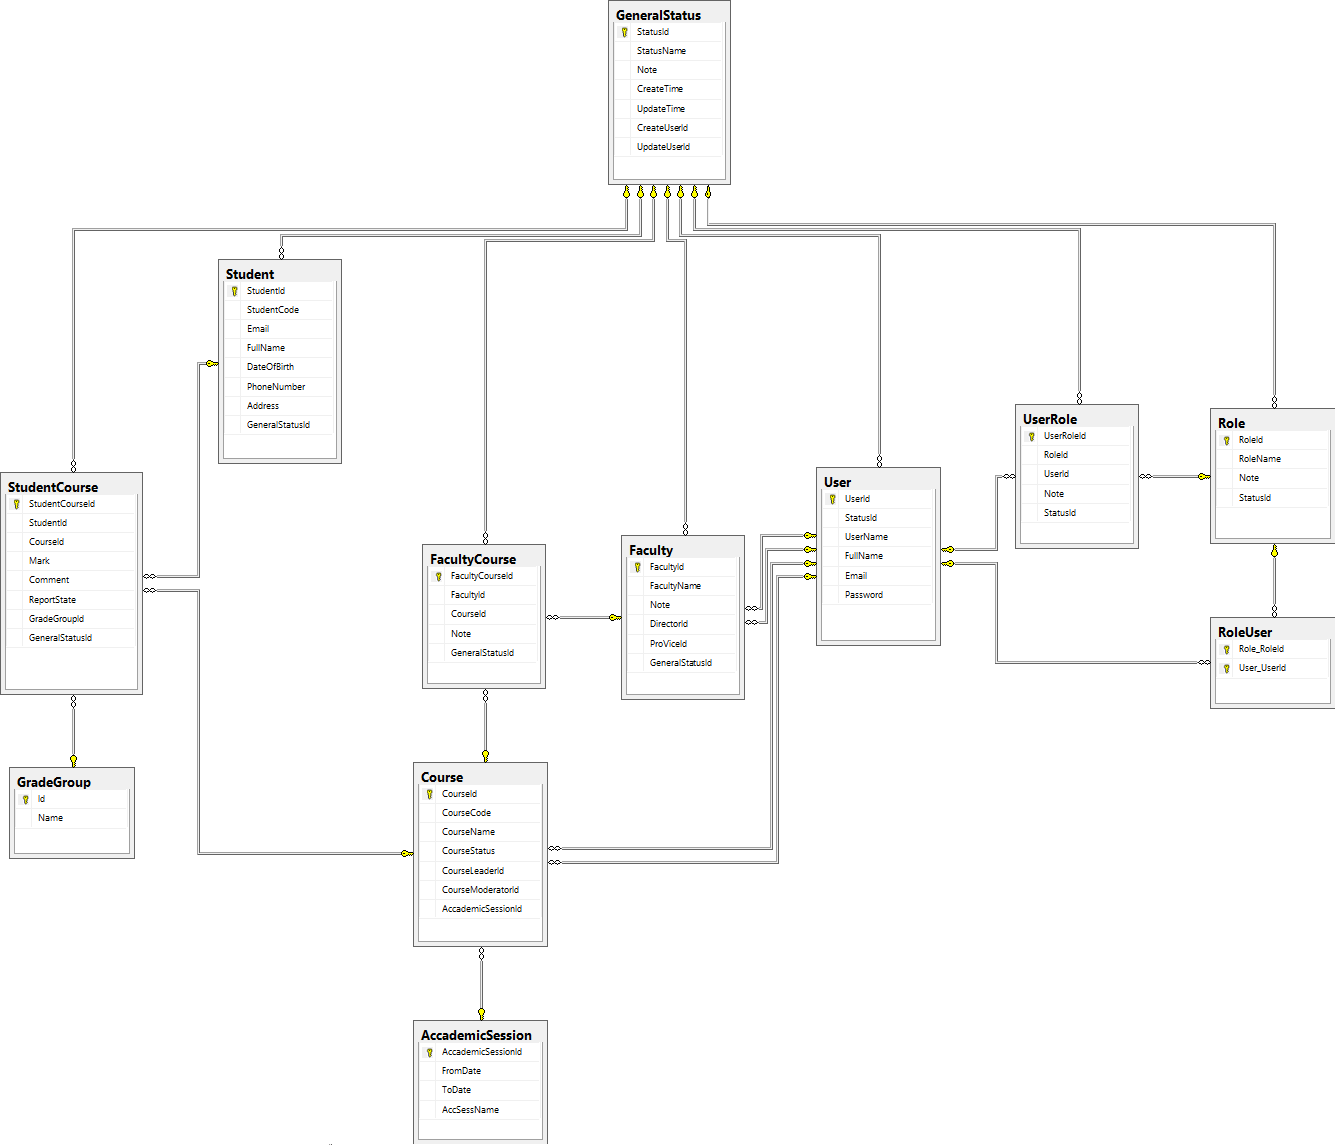 GeneralStatus
StatusId
StatusName
Note
CreateTime
UpdateTime
CreateUserId
UpdateUserId
Student
StudentId
StudentCode
Email
FullName
DateOfBirth
PhoneNumber
Address
GeneralStatusId
StudentCourse
StudentCourseId
StudentId
CourseId
Mark
Comment
ReportState
GradeGroupId
GeneralStatusId
GradeGroup
Id
Name
FacultyCourse
FacultyCourseId
FacultyId
CourseId
Note
GeneralStatusId
Faculty
FacultyId
FacultyName
Note
DirectorId
ProViceId
GeneralStatusId
User
UserId
StatusId
UserName
FullName
Email
Password
UserRole
UserRoleId
RoleId
UserId
Note
StatusId
Role
RoleId
RoleName
Note
StatusId
RoleUser
Role_RoleId
User_UserId
Course
CourseId
CourseCode
CourseName
CourseStatus
CourseLeaderId
CourseModeratorId
AccademicSessionId
AccademicSession
AccademicSessionId
FromDate
ToDate
AccSessName